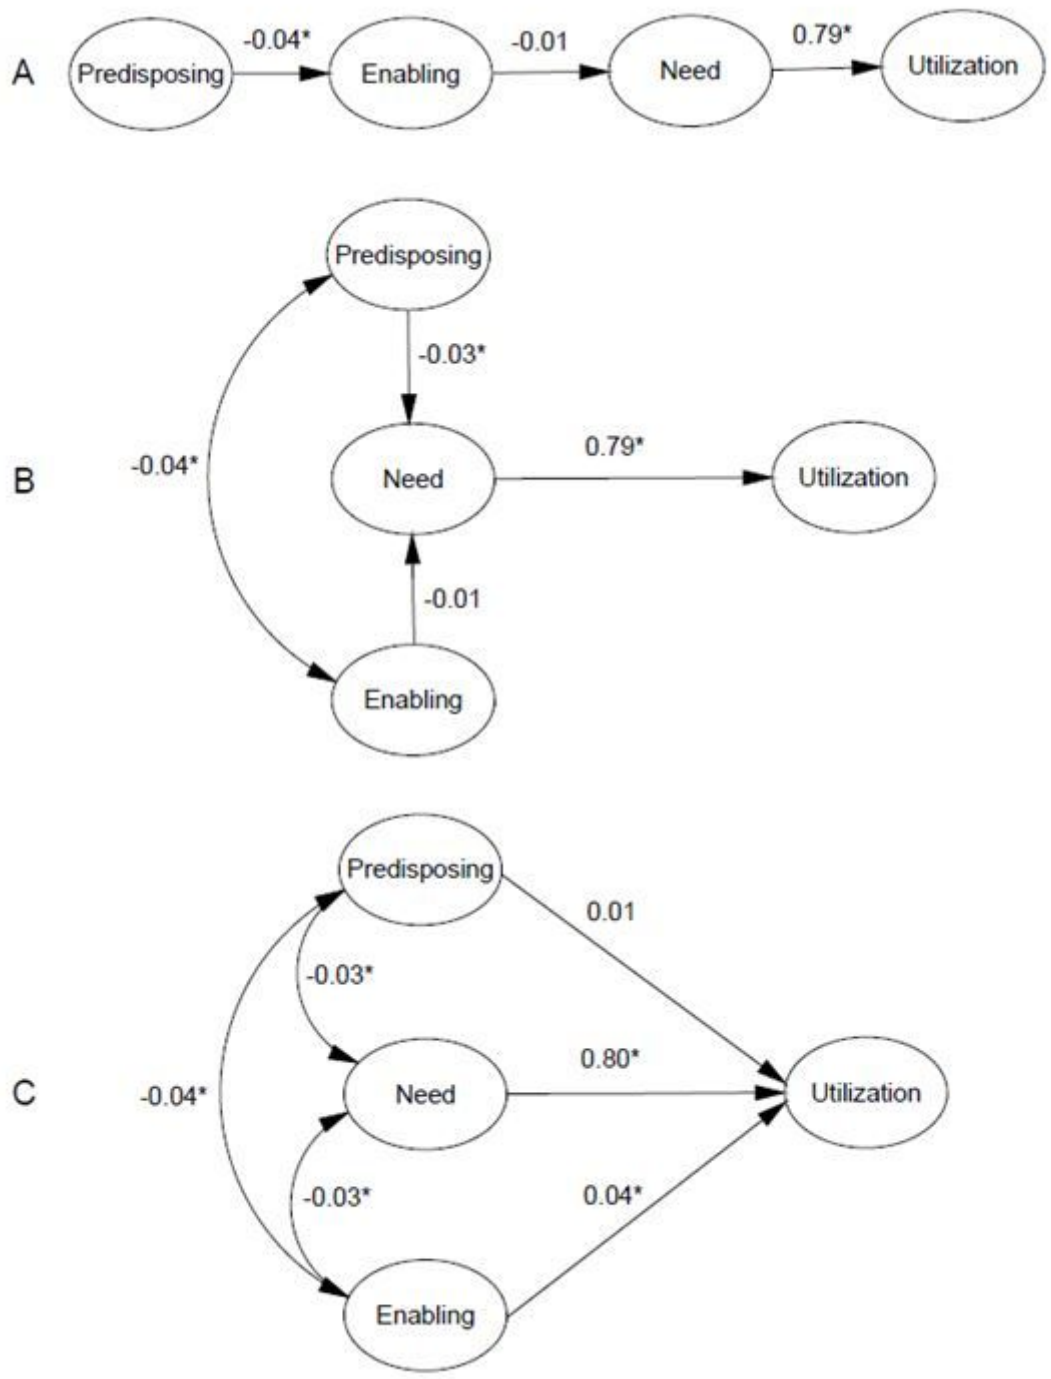 A Predisposing -0.04* Enabling -0.01 Need 0.79* Utilization
Predisposing
-0.03*
B -0.04* Need 0.79* Utilization
-0.01
Enabling
Predisposing
0.01
-0.03*
C -0.04* Need 0.80* Utilization
-0.03* 0.04*
Enabling